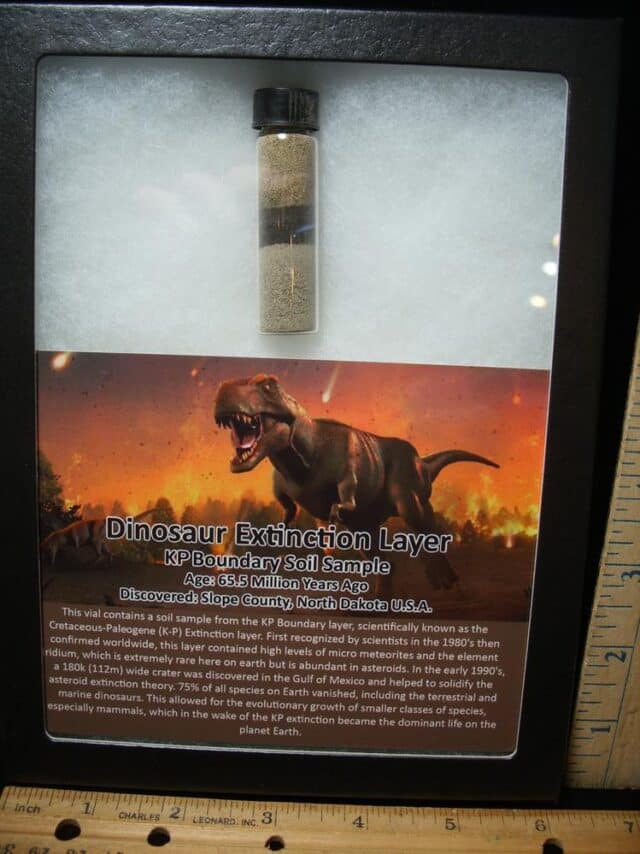 Dinosaur Extinction Layer
KP Boundary Soil Sample
Age: 65.5 Million Years Ago
Discovered: Slope County, North Dakota U.S.A.
This vial contains a soil sample from the KP Boundary layer, scientifically known as the
Cretaceous-Paleogene (K-P) Extinction layer. First recognized by scientists in the 1980's then
confirmed worldwide, this layer contained high levels of micro meteorites and the element
ridium, which is extremely rare here on earth but is abundant in asteroids. In the early 1990's,
a 180k (112m) wide crater was discovered in the Gulf of Mexico and helped to solidify the
asteroid extinction theory. 75% of all species on Earth vanished, including the terrestrial and
marine dinosaurs. This allowed for the evolutionary growth of smaller classes of species,
especially mammals, which in the wake of the KP extinction became the dominant life on the
planet Earth.
3
2
1
inch 1 2 3 4 5 6 7
CHARLES LEONARD, INC.